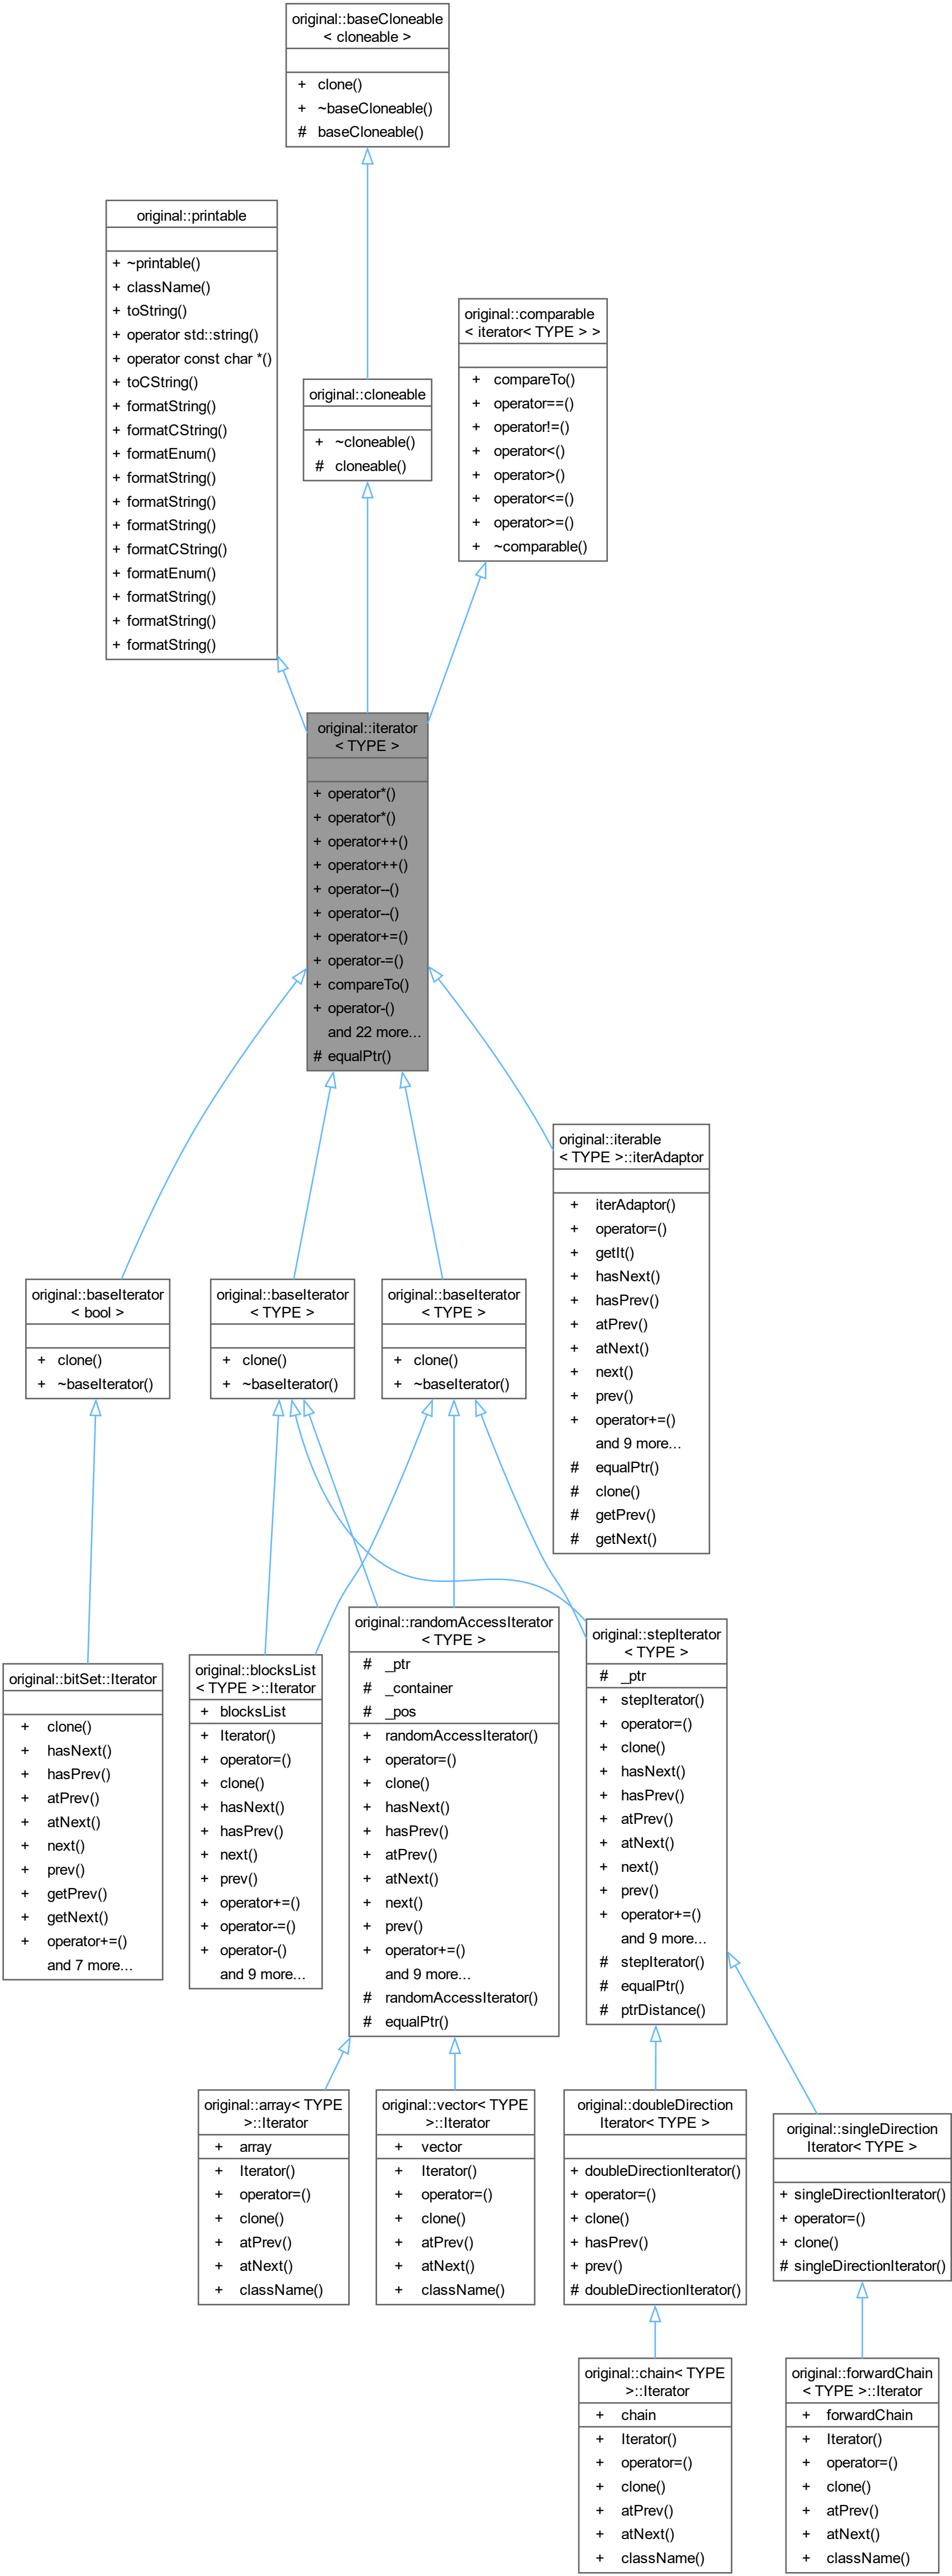 original::baseCloneable
< cloneable >
+ clone()
+ ~baseCloneable()
# baseCloneable()
original::printable
+ ~printable()
+ className()
+ toString()
+ operator std::string()
+ operator const char *()
+ toCString()
+ formatString()
+ formatCString()
+ formatEnum()
+ formatString()
+ formatString()
+ formatString()
+ formatCString()
+ formatEnum()
+ formatString()
+ formatString()
+ formatString()
original::cloneable
+ ~cloneable()
# cloneable()
original::comparable
< iterator< TYPE > >
+ compareTo()
+ operator==()
+ operator!=()
+ operator<()
+ operator>()
+ operator<=()
+ operator>=()
+ ~comparable()
original::iterator
< TYPE >
+ operator*()
+ operator*()
+ operator++()
+ operator++()
+ operator--()
+ operator--()
+ operator+=()
+ operator-=()
+ compareTo()
+ operator-()
and 22 more...
# equalPtr()
original::iterable
< TYPE >::iterAdaptor
+ iterAdaptor()
+ operator=()
+ getIt()
+ hasNext()
+ hasPrev()
+ atPrev()
+ atNext()
+ next()
+ prev()
+ operator+=()
and 9 more...
# equalPtr()
# clone()
# getPrev()
# getNext()
original::baseIterator
< bool >
+ clone()
+ ~baseIterator()
original::baseIterator
< TYPE >
+ clone()
+ ~baseIterator()
original::baseIterator
< TYPE >
+ clone()
+ ~baseIterator()
original::bitSet::Iterator
+ clone()
+ hasNext()
+ hasPrev()
+ atPrev()
+ atNext()
+ next()
+ prev()
+ getPrev()
+ getNext()
+ operator+=()
and 7 more...
original::blocksList
< TYPE >::Iterator
+ blocksList
+ Iterator()
+ operator=()
+ clone()
+ hasNext()
+ hasPrev()
+ next()
+ prev()
+ operator+=()
+ operator-=()
+ operator-()
and 9 more...
original::randomAccessIterator
< TYPE >
# _ptr
# _container
# _pos
+ randomAccessIterator()
+ operator=()
+ clone()
+ hasNext()
+ hasPrev()
+ atPrev()
+ atNext()
+ next()
+ prev()
+ operator+=()
and 9 more...
# randomAccessIterator()
# equalPtr()
original::stepIterator
< TYPE >
# _ptr
+ stepIterator()
+ operator=()
+ clone()
+ hasNext()
+ hasPrev()
+ atPrev()
+ atNext()
+ next()
+ prev()
+ operator+=()
and 9 more...
# stepIterator()
# equalPtr()
# ptrDistance()
original::array< TYPE
>::Iterator
+ array
+ Iterator()
+ operator=()
+ clone()
+ atPrev()
+ atNext()
+ className()
original::vector< TYPE
>::Iterator
+ vector
+ Iterator()
+ operator=()
+ clone()
+ atPrev()
+ atNext()
+ className()
original::doubleDirection
Iterator< TYPE >
+ doubleDirectionIterator()
+ operator=()
+ clone()
+ hasPrev()
+ prev()
# doubleDirectionIterator()
original::singleDirection
Iterator< TYPE >
+ singleDirectionIterator()
+ operator=()
+ clone()
# singleDirectionIterator()
original::chain< TYPE
>::Iterator
+ chain
+ Iterator()
+ operator=()
+ clone()
+ atPrev()
+ atNext()
+ className()
original::forwardChain
< TYPE >::Iterator
+ forwardChain
+ Iterator()
+ operator=()
+ clone()
+ atPrev()
+ atNext()
+ className()